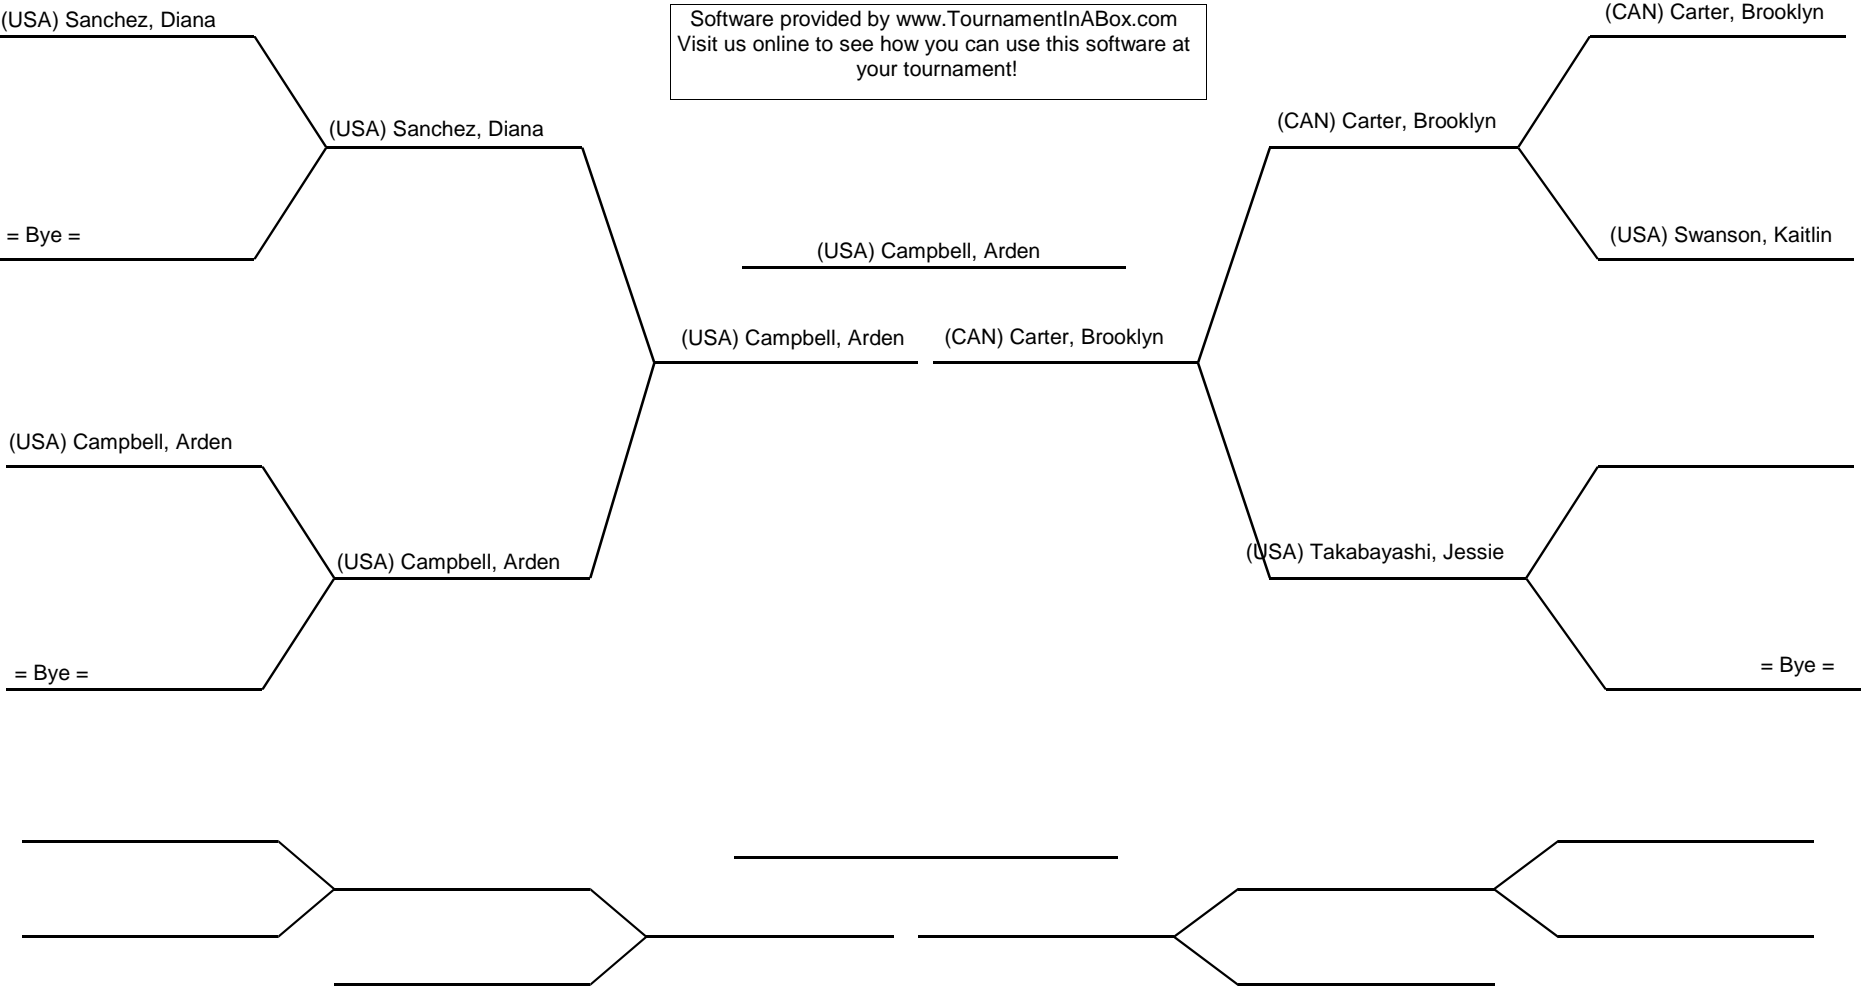 (USA) Sanchez, Diana
Software provided by www.TournamentInABox.com
Visit us online to see how you can use this software at
your tournament!
(CAN) Carter, Brooklyn
(USA) Sanchez, Diana
(CAN) Carter, Brooklyn
= Bye =
(USA) Campbell, Arden
(USA) Swanson, Kaitlin
(USA) Campbell, Arden
(CAN) Carter, Brooklyn
(USA) Campbell, Arden
(USA) Campbell, Arden
(USA) Takabayashi, Jessie
= Bye =
= Bye =